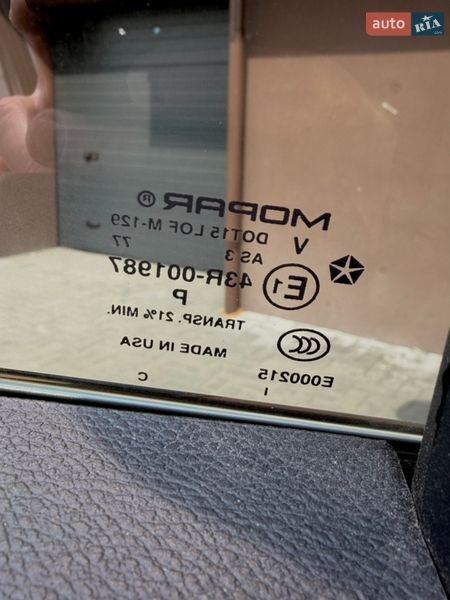 auto RIA
MOPAR ®
V DOT15 LOF M-129
AS 3 77
E1 43R-001987
P
TRANSP. 21% MIN.
CCC
MADE IN USA
E000215
I C